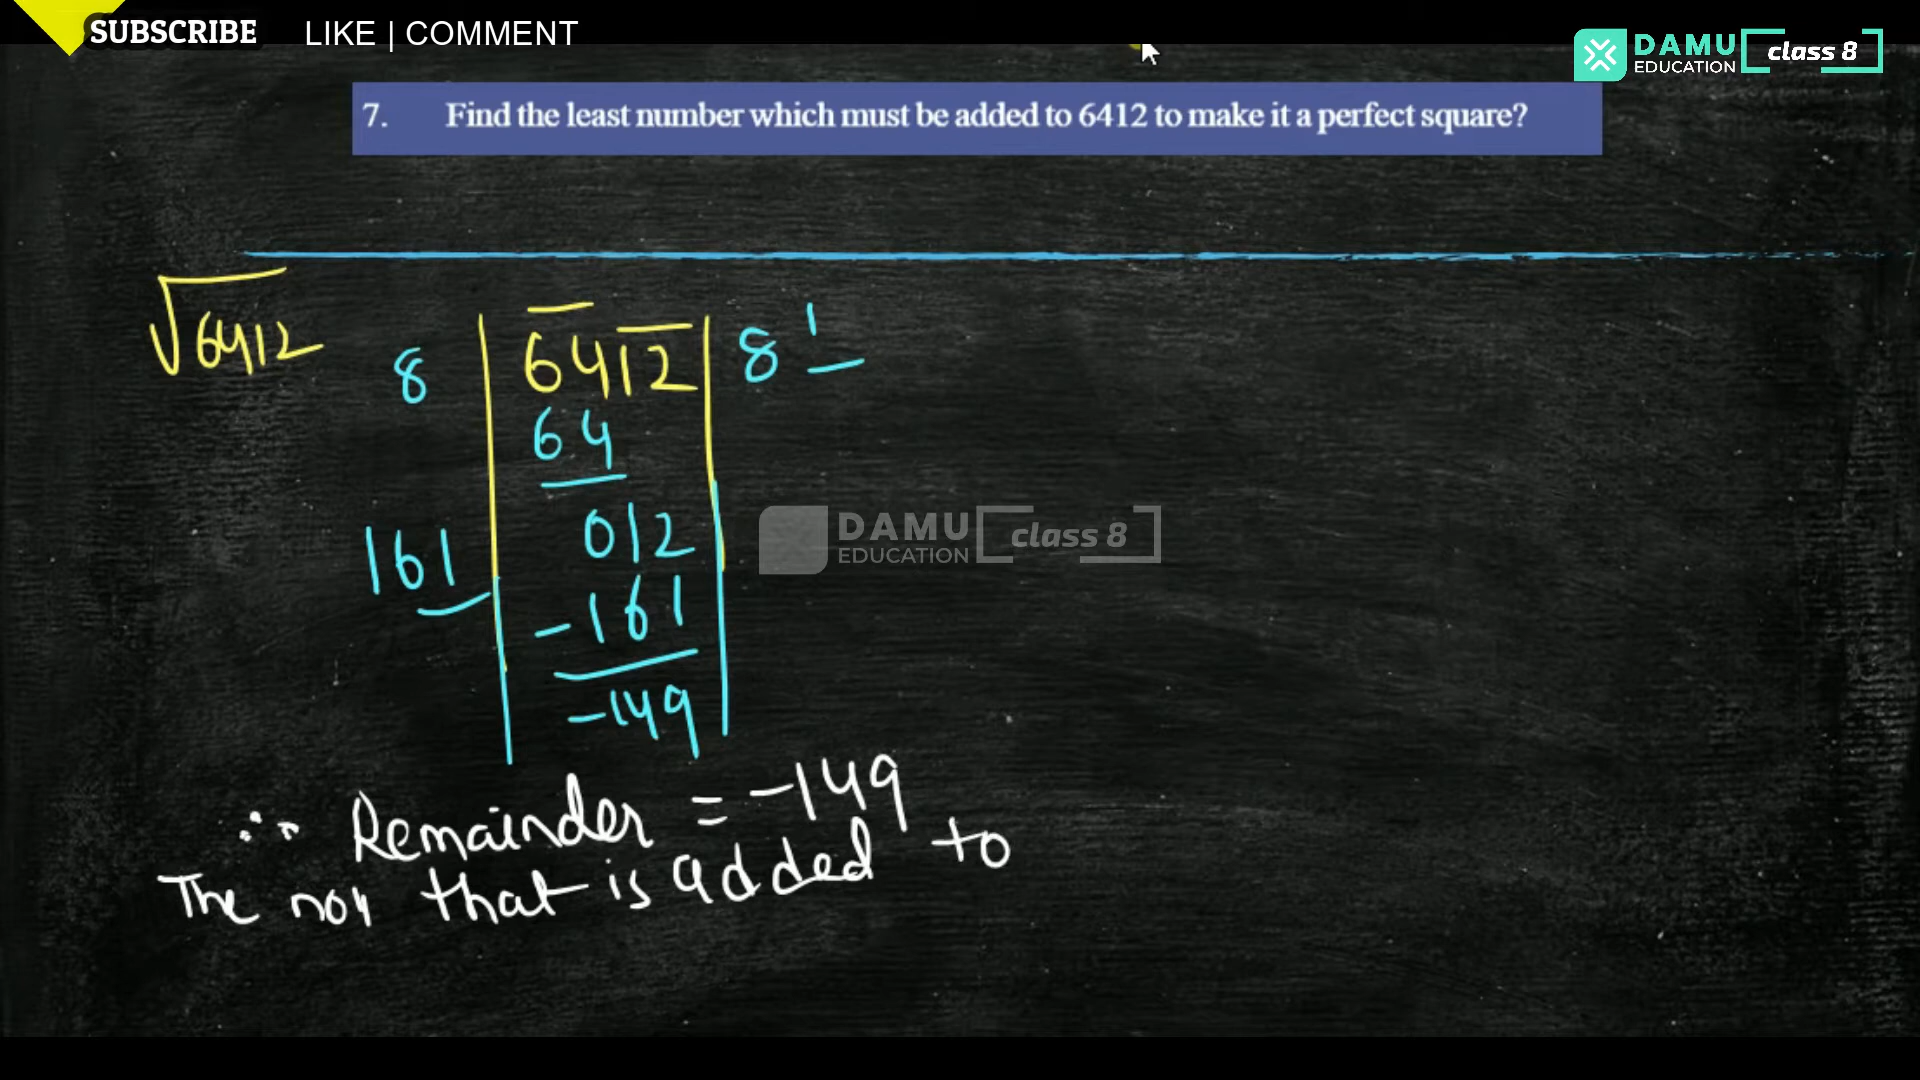 SUBSCRIBE LIKE | COMMENT
DAMU EDUCATION class 8
7. Find the least number which must be added to 6412 to make it a perfect square?
√6412
8 | 6412 | 81
64
012
161
-161
-149
DAMU EDUCATION class 8
∴ Remainder = -149
The no, that is added to